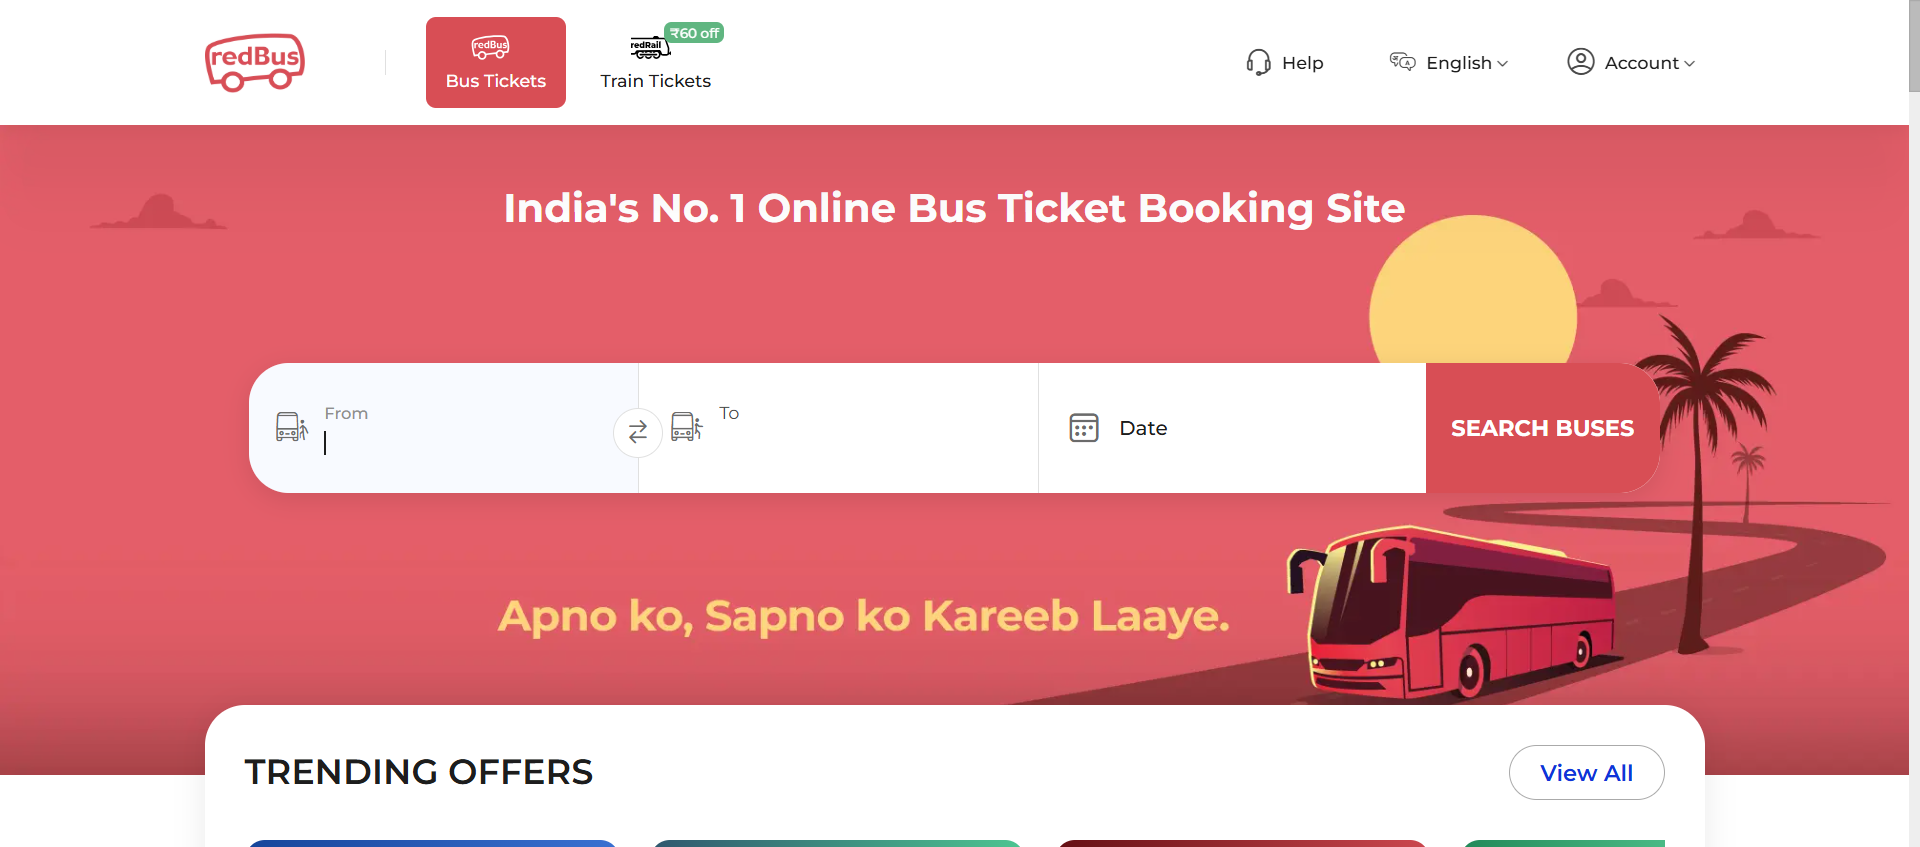 redBus
redBus
Bus Tickets
redRail
₹60 off
Train Tickets
Help
English
Account
India's No. 1 Online Bus Ticket Booking Site
From
To
Date
SEARCH BUSES
Apno ko, Sapno ko Kareeb Laaye.
TRENDING OFFERS
View All